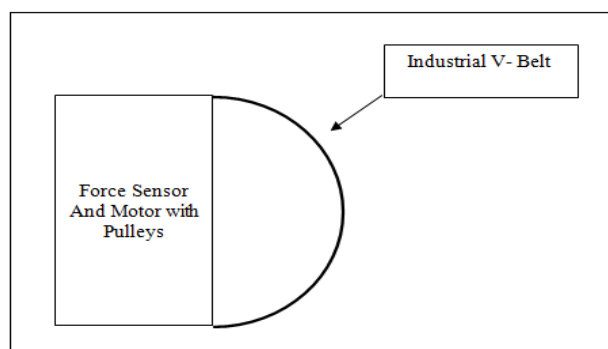 Industrial V- Belt
Force Sensor
And Motor with
Pulleys